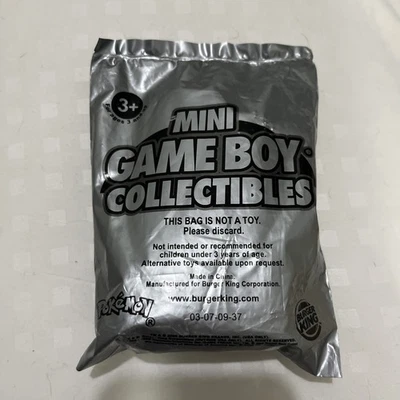 3+
MINI
GAME BOY
COLLECTIBLES
THIS BAG IS NOT A TOY.
Please discard.
Not intended or recommended for
children under 3 years of age.
Alternative toys available upon request.
Made in China.
Manufactured for Burger King Corporation.
www.burgerking.com
POKéMON®
03-07-09-37
BURGER
KING